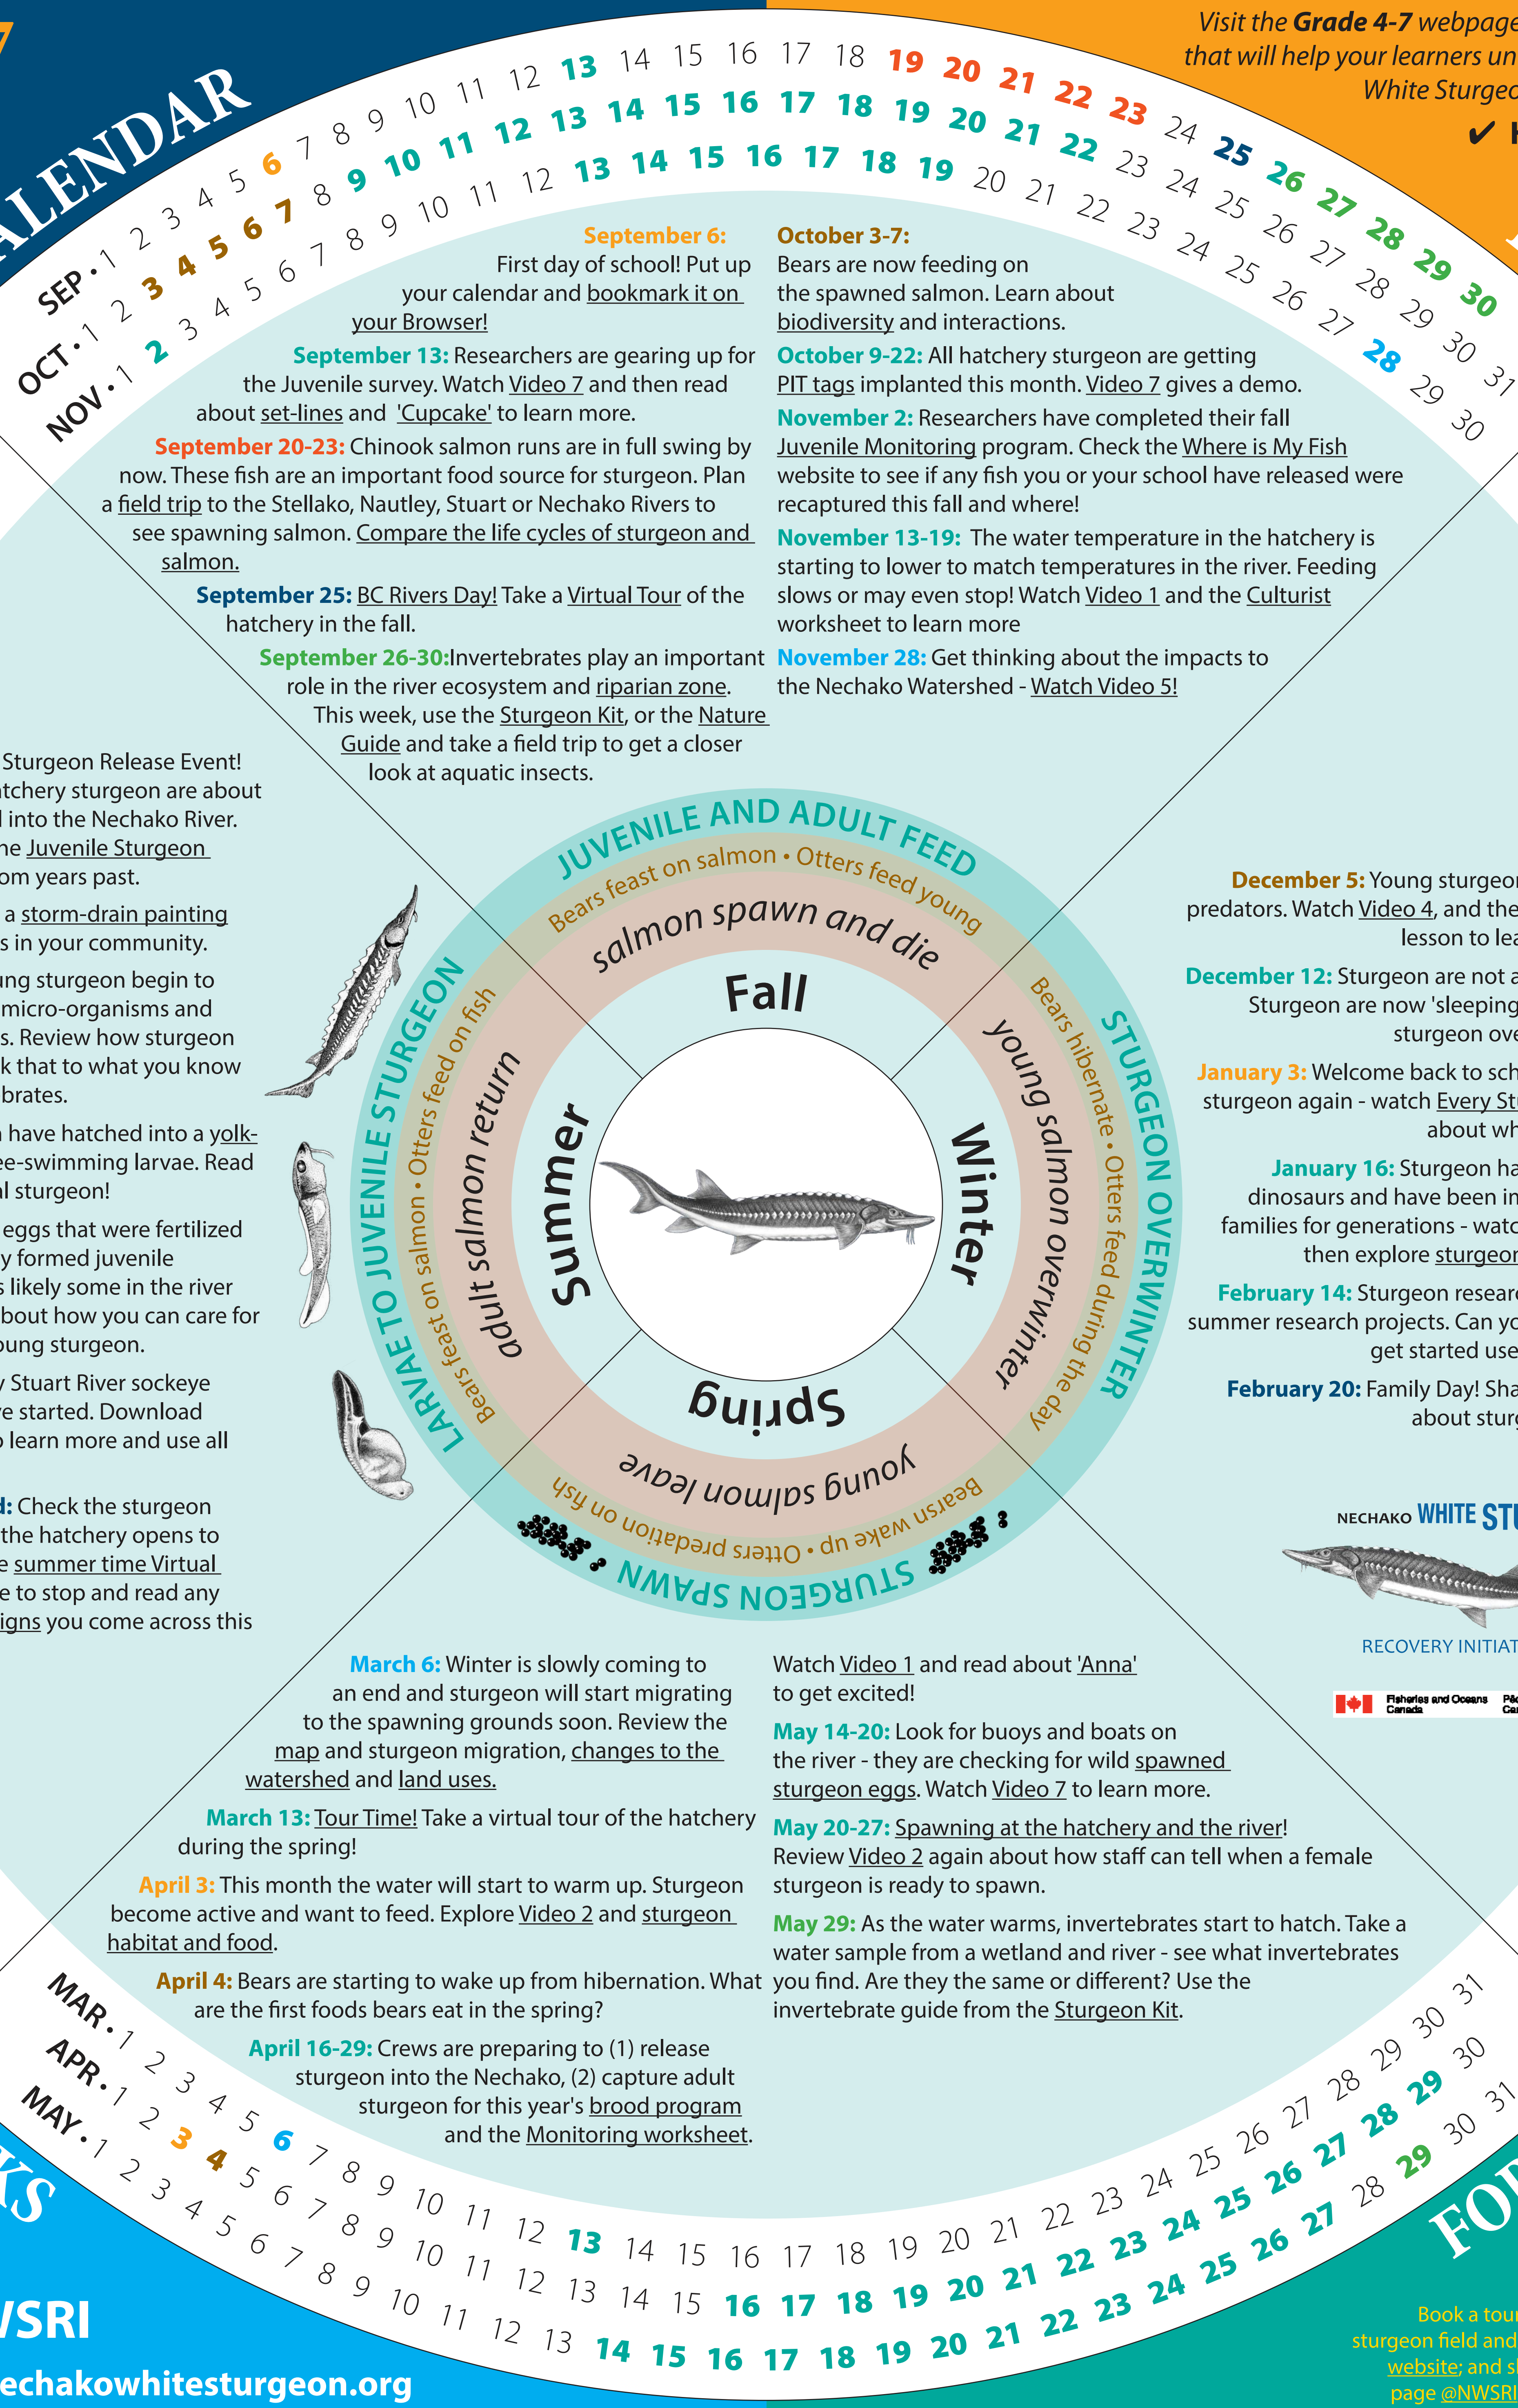 ALENDAR
Visit the Grade 4-7 webpage
that will help your learners un
White Sturgeo
✔
SEP • 1 2 3 4 5 6 7 8 9 10 11 12 13 14 15 16 17 18 19 20 21 22 23 24 25 26 27 28 29 30
OCT • 1 2 3 4 5 6 7 8 9 10 11 12 13 14 15 16 17 18 19 20 21 22 23 24 25 26 27 28 29 30 31
NOV • 1 2 3 4 5 6 7 8 9 10 11 12 13 14 15 16 17 18 19 20 21 22 23 24 25 26 27 28 29 30
September 6:
First day of school! Put up
your calendar and bookmark it on
your Browser!
September 13: Researchers are gearing up for
the Juvenile survey. Watch Video 7 and then read
about set-lines and 'Cupcake' to learn more.
September 20-23: Chinook salmon runs are in full swing by
now. These fish are an important food source for sturgeon. Plan
a field trip to the Stellako, Nautley, Stuart or Nechako Rivers to
see spawning salmon. Compare the life cycles of sturgeon and
salmon.
September 25: BC Rivers Day! Take a Virtual Tour of the
hatchery in the fall.
September 26-30:Invertebrates play an important
role in the river ecosystem and riparian zone.
This week, use the Sturgeon Kit, or the Nature
Guide and take a field trip to get a closer
look at aquatic insects.
October 3-7:
Bears are now feeding on
the spawned salmon. Learn about
biodiversity and interactions.
October 9-22: All hatchery sturgeon are getting
PIT tags implanted this month. Video 7 gives a demo.
November 2: Researchers have completed their fall
Juvenile Monitoring program. Check the Where is My Fish
website to see if any fish you or your school have released were
recaptured this fall and where!
November 13-19: The water temperature in the hatchery is
starting to lower to match temperatures in the river. Feeding
slows or may even stop! Watch Video 1 and the Culturist
worksheet to learn more
November 28: Get thinking about the impacts to
the Nechako Watershed - Watch Video 5!
Sturgeon Release Event!
tchery sturgeon are about
into the Nechako River.
he Juvenile Sturgeon
om years past.
a storm-drain painting
s in your community.
ung sturgeon begin to
micro-organisms and
s. Review how sturgeon
k that to what you know
brates.
have hatched into a yolk-
ee-swimming larvae. Read
al sturgeon!
eggs that were fertilized
y formed juvenile
s likely some in the river
bout how you can care for
oung sturgeon.
y Stuart River sockeye
ve started. Download
o learn more and use all
d: Check the sturgeon
the hatchery opens to
e summer time Virtual
e to stop and read any
igns you come across this
JUVENILE AND ADULT FEED
Bears feast on salmon • Otters feed young
salmon spawn and die
Fall
STURGEON OVERWINTER
Bears hibernate • Otters feed during the day
young salmon overwinter
Winter
STURGEON SPAWN
Bearsn wake up • Otters predation on fish
young salmon leave
Spring
LARVAE TO JUVENILE STURGEON
Bears feast on salmon • Otters feed on fish
adult salmon return
Summer
December 5: Young sturgeon
predators. Watch Video 4, and the
lesson to lea
December 12: Sturgeon are not a
Sturgeon are now 'sleeping
sturgeon ove
January 3: Welcome back to sch
sturgeon again - watch Every Stu
about wh
January 16: Sturgeon ha
dinosaurs and have been in
families for generations - watc
then explore sturgeon
February 14: Sturgeon researc
summer research projects. Can yo
get started use
February 20: Family Day! Sha
about sturg
NECHAKO WHITE STU
RECOVERY INITIAT
Fisheries and Oceans
Canada
Pêc
Can
March 6: Winter is slowly coming to
an end and sturgeon will start migrating
to the spawning grounds soon. Review the
map and sturgeon migration, changes to the
watershed and land uses.
March 13: Tour Time! Take a virtual tour of the hatchery
during the spring!
April 3: This month the water will start to warm up. Sturgeon
become active and want to feed. Explore Video 2 and sturgeon
habitat and food.
April 4: Bears are starting to wake up from hibernation. What
are the first foods bears eat in the spring?
April 16-29: Crews are preparing to (1) release
sturgeon into the Nechako, (2) capture adult
sturgeon for this year's brood program
and the Monitoring worksheet.
Watch Video 1 and read about 'Anna'
to get excited!
May 14-20: Look for buoys and boats on
the river - they are checking for wild spawned
sturgeon eggs. Watch Video 7 to learn more.
May 20-27: Spawning at the hatchery and the river!
Review Video 2 again about how staff can tell when a female
sturgeon is ready to spawn.
May 29: As the water warms, invertebrates start to hatch. Take a
water sample from a wetland and river - see what invertebrates
you find. Are they the same or different? Use the
invertebrate guide from the Sturgeon Kit.
MAR • 1 2 3 4 5 6 7 8 9 10 11 12 13 14 15 16 17 18 19 20 21 22 23 24 25 26 27 28 29 30 31
APR • 1 2 3 4 5 6 7 8 9 10 11 12 13 14 15 16 17 18 19 20 21 22 23 24 25 26 27 28 29 30
MAY • 1 2 3 4 5 6 7 8 9 10 11 12 13 14 15 16 17 18 19 20 21 22 23 24 25 26 27 28 29 30 31
KS
WSRI
echakowhitesturgeon.org
FOR
Book a tour
sturgeon field and
website; and s
page @NWSRI